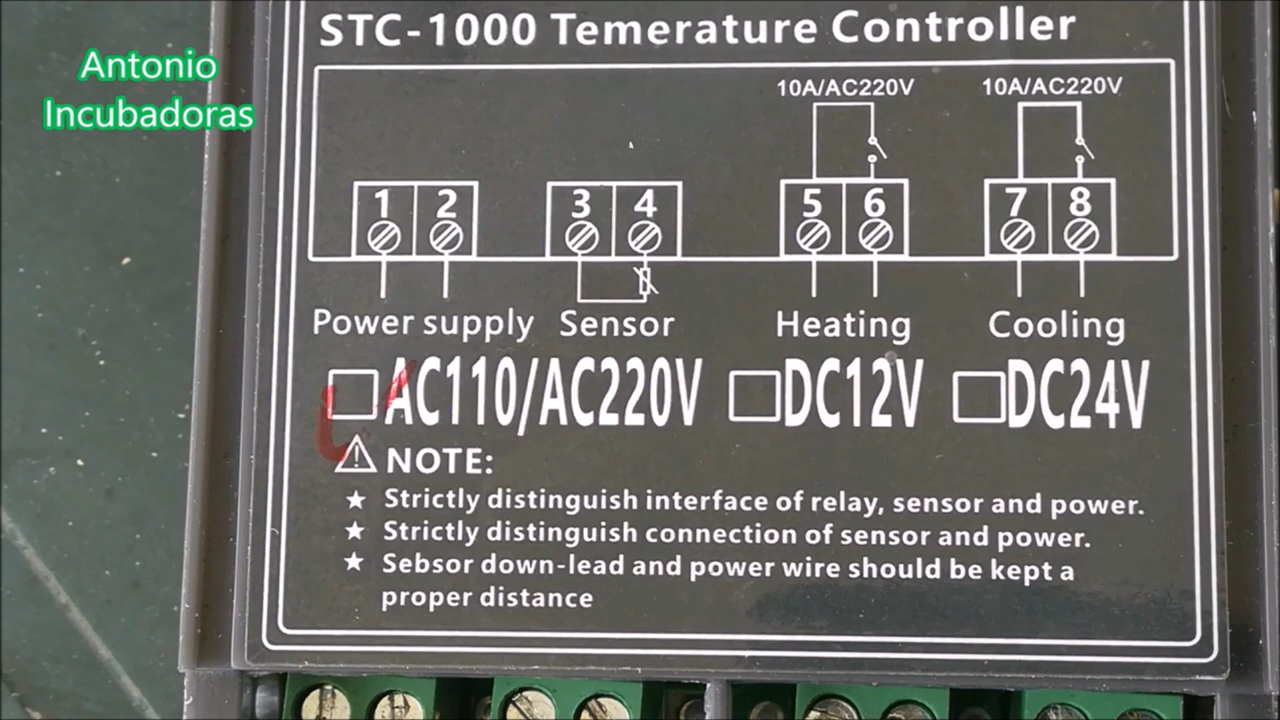 Antonio
Incubadoras
STC-1000 Temerature Controller
10A/AC220V 10A/AC220V
1 2 3 4 5 6 7 8
Power supply Sensor Heating Cooling
AC110/AC220V DC12V DC24V
NOTE:
★ Strictly distinguish interface of relay, sensor and power.
★ Strictly distinguish connection of sensor and power.
★ Sebsor down-lead and power wire should be kept a
proper distance